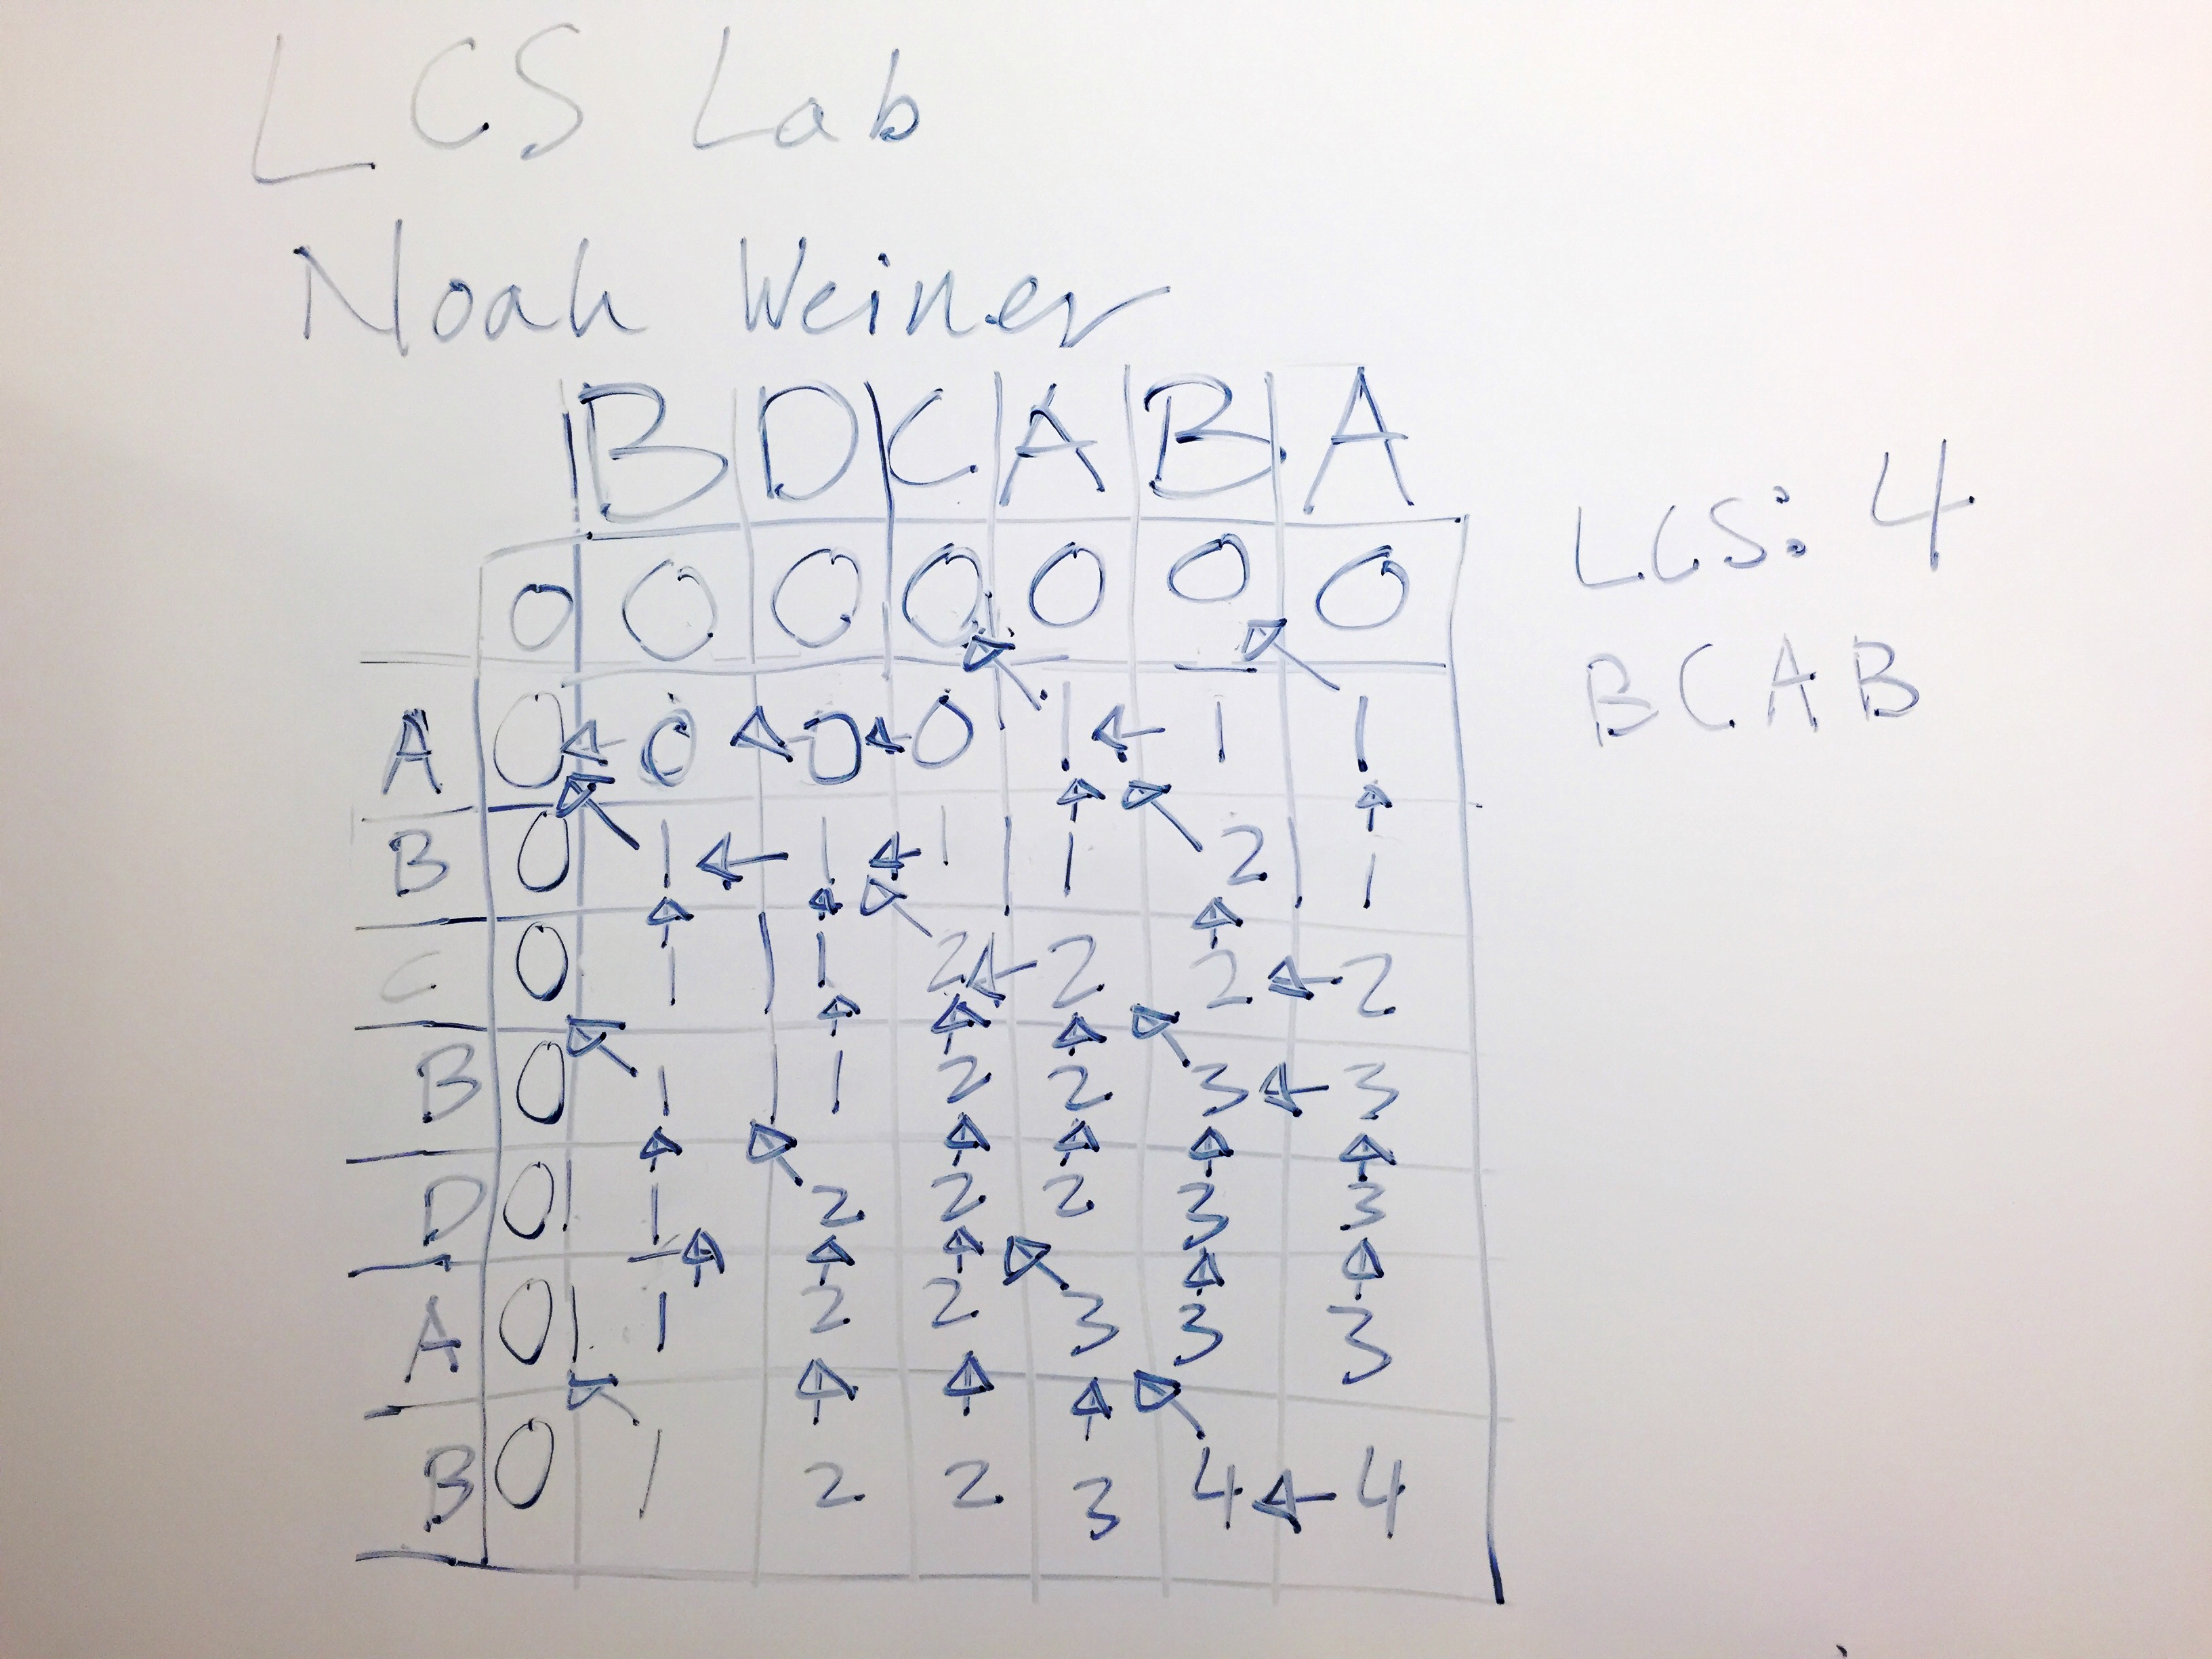 LCS Lab
Noah Weiner
B D C A B A
LCS: 4
BCAB
0 0 0 0 0 0 0
A 0 0 0 0 1 1 1
B 0 1 1 1 1 2 1
C 0 1 1 2 2 2 2
B 0 1 1 2 2 3 3
D 0 1 2 2 2 3 3
A 0 1 2 2 3 3 3
B 0 1 2 2 3 4 4